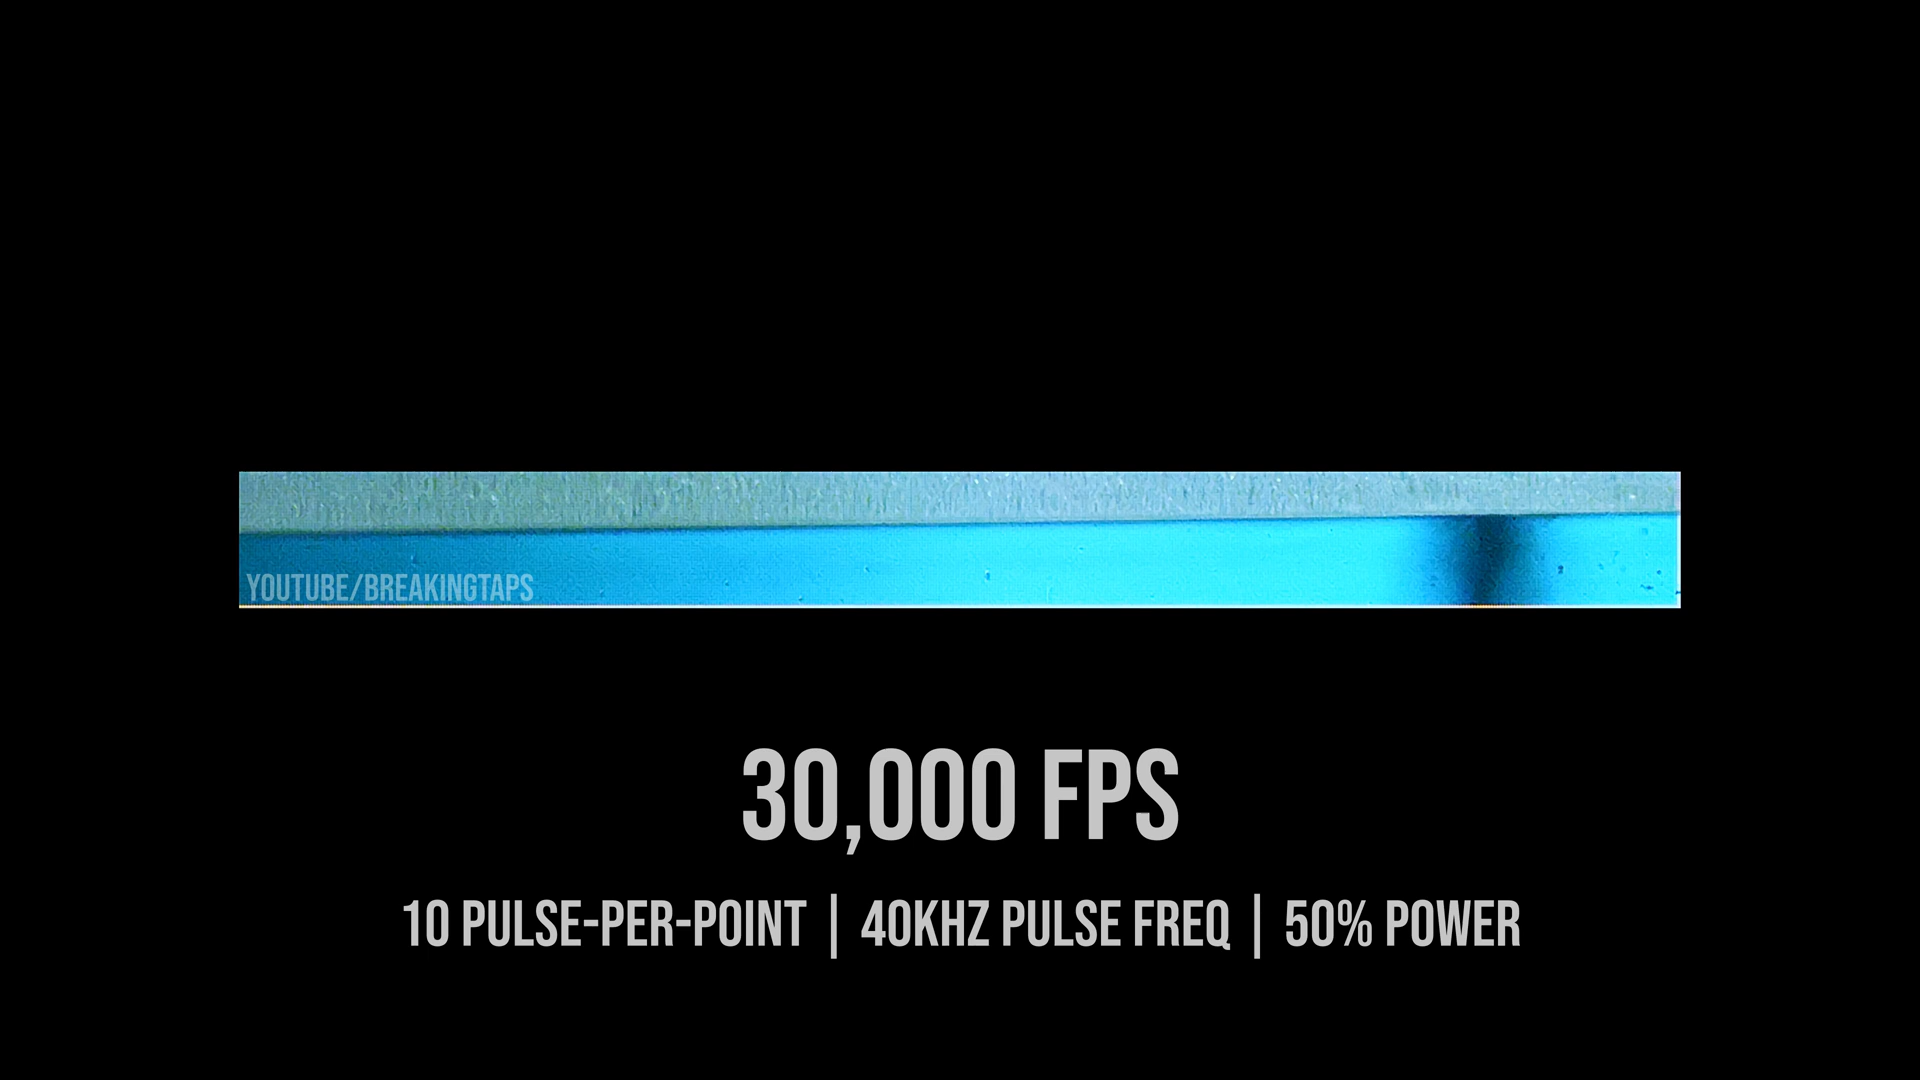 YOUTUBE/BREAKINGTAPS
30,000 FPS
10 PULSE-PER-POINT | 40KHZ PULSE FREQ | 50% POWER